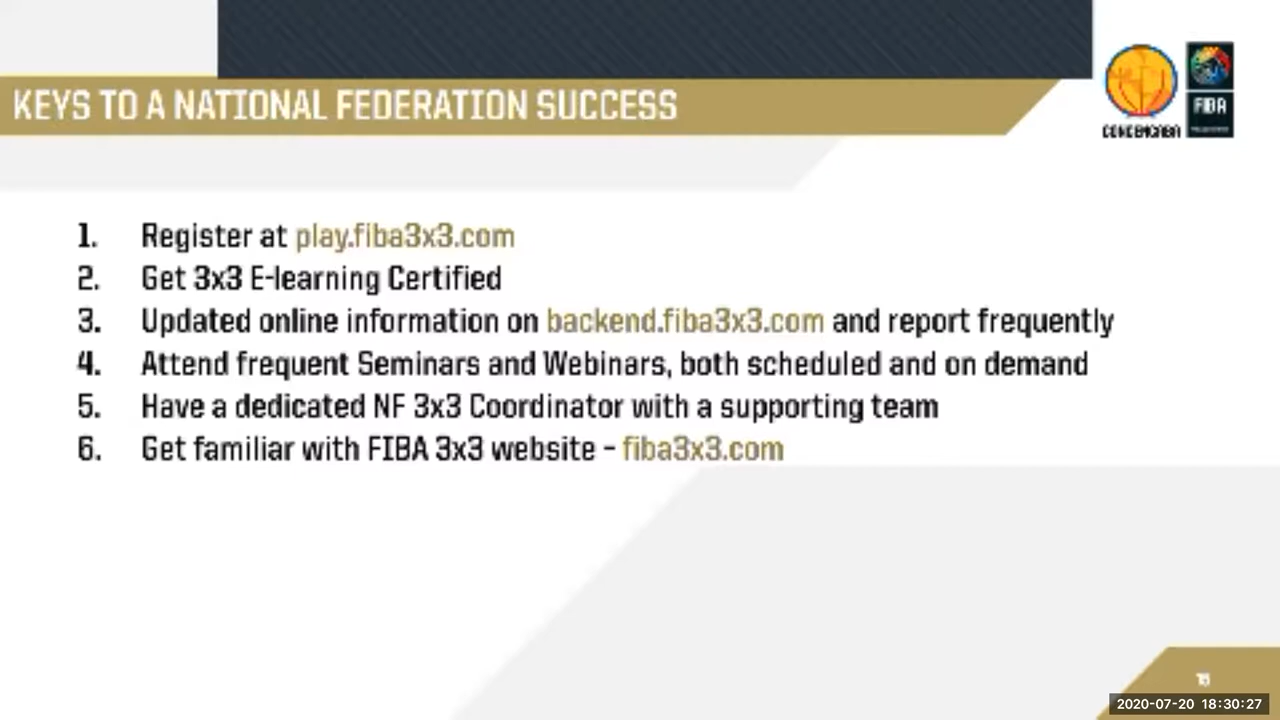 KEYS TO A NATIONAL FEDERATION SUCCESS
CONCENCABA
FIBA
1. Register at play.fiba3x3.com
2. Get 3x3 E-learning Certified
3. Updated online information on backend.fiba3x3.com and report frequently
4. Attend frequent Seminars and Webinars, both scheduled and on demand
5. Have a dedicated NF 3x3 Coordinator with a supporting team
6. Get familiar with FIBA 3x3 website - fiba3x3.com
2020-07-20 18:30:27